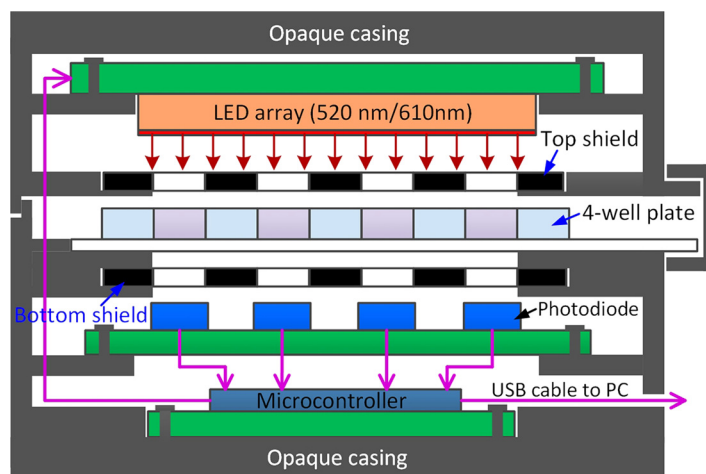 Opaque casing
LED array (520 nm/610nm)
Top shield
4-well plate
Bottom shield
Photodiode
USB cable to PC
Microcontroller
Opaque casing